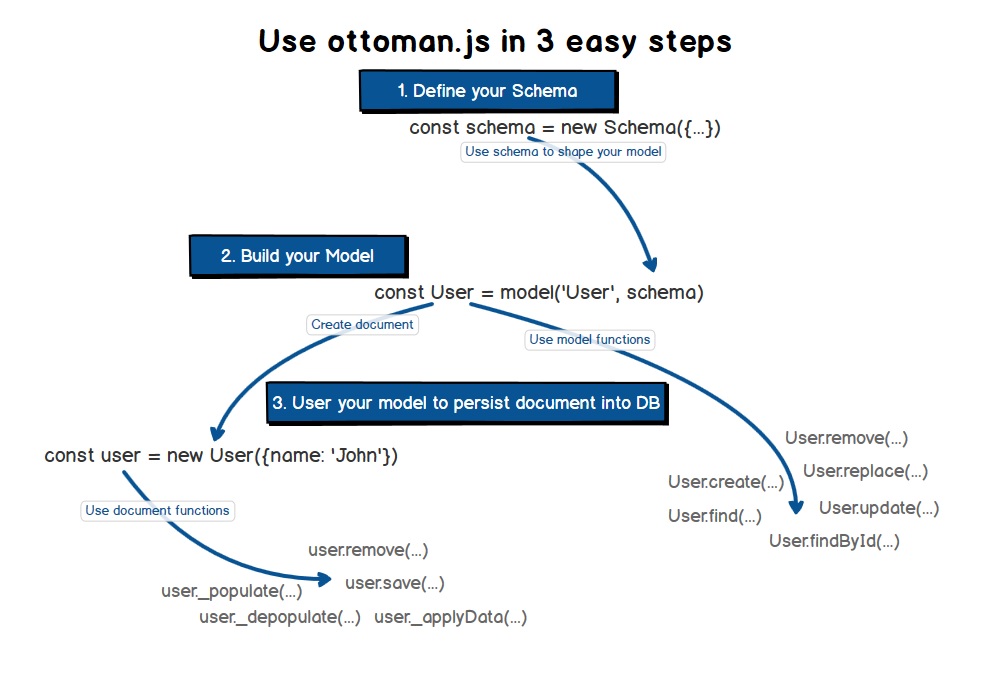 Use ottoman.js in 3 easy steps
1. Define your Schema
const schema = new Schema({...})
Use schema to shape your model
2. Build your Model
const User = model('User', schema)
Create document
Use model functions
3. User your model to persist document into DB
const user = new User({name: 'John'})
User.remove(...)
User.replace(...)
User.create(...)
User.update(...)
User.find(...)
User.findById(...)
Use document functions
user.remove(...)
user.save(...)
user._populate(...)
user._depopulate(...)
user._applyData(...)